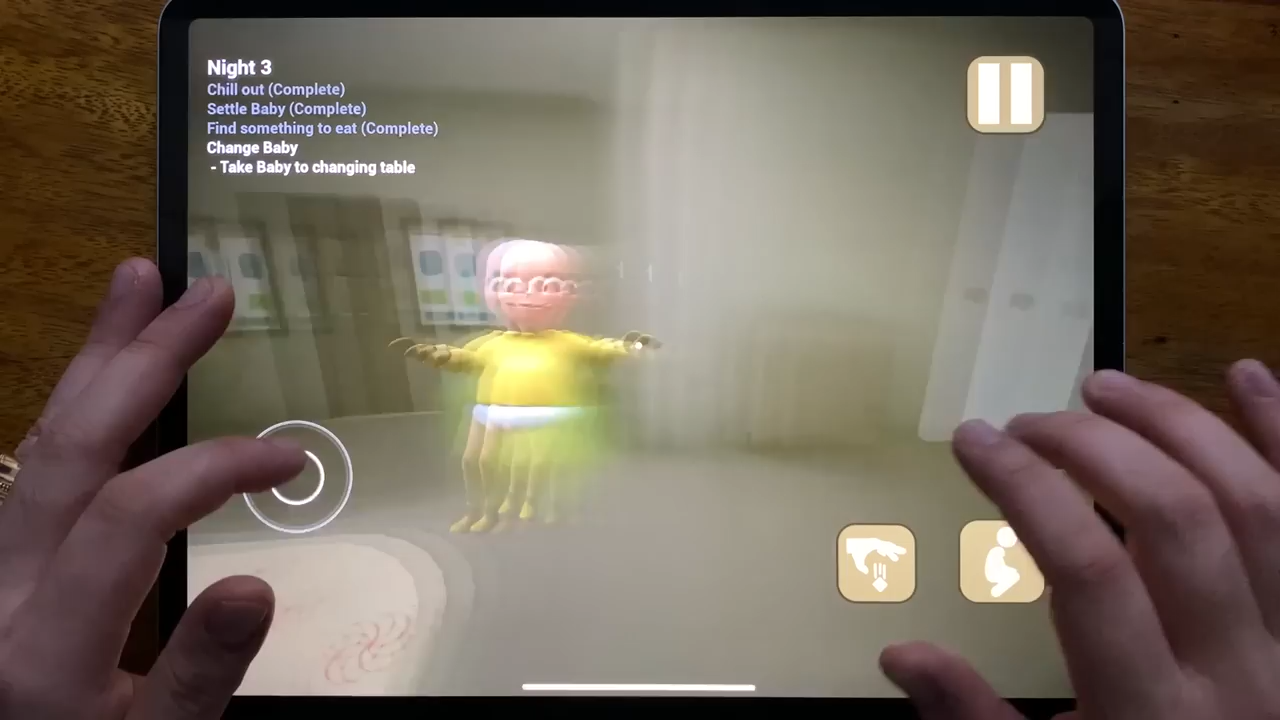 Night 3
Chill out (Complete)
Settle Baby (Complete)
Find something to eat (Complete)
Change Baby
- Take Baby to changing table